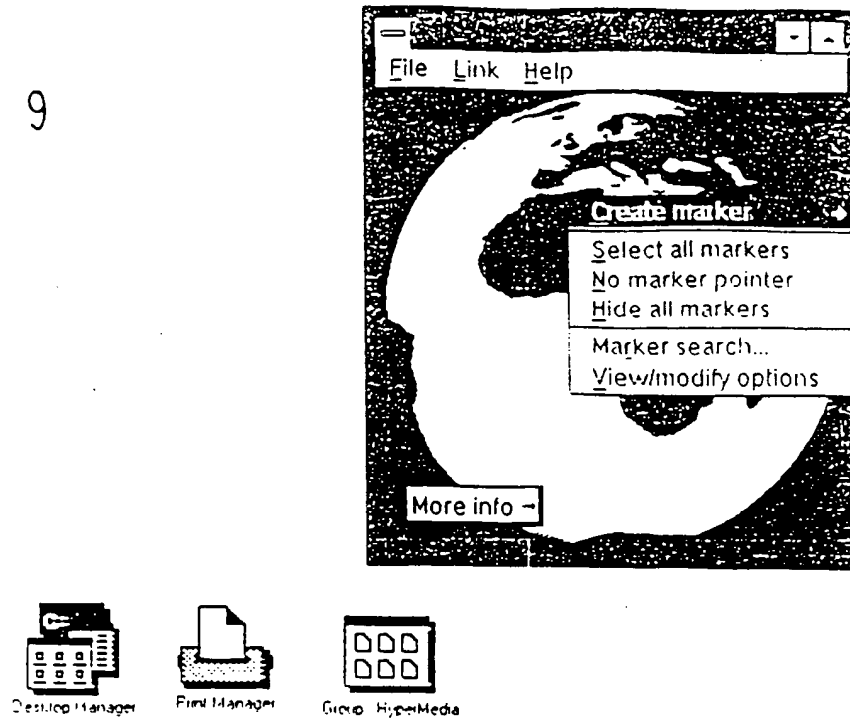 9
File Link Help
Create marker
Select all markers
No marker pointer
Hide all markers
Marker search...
View/modify options
More info →
Desktop Manager
Print Manager
Group - HyperMedia